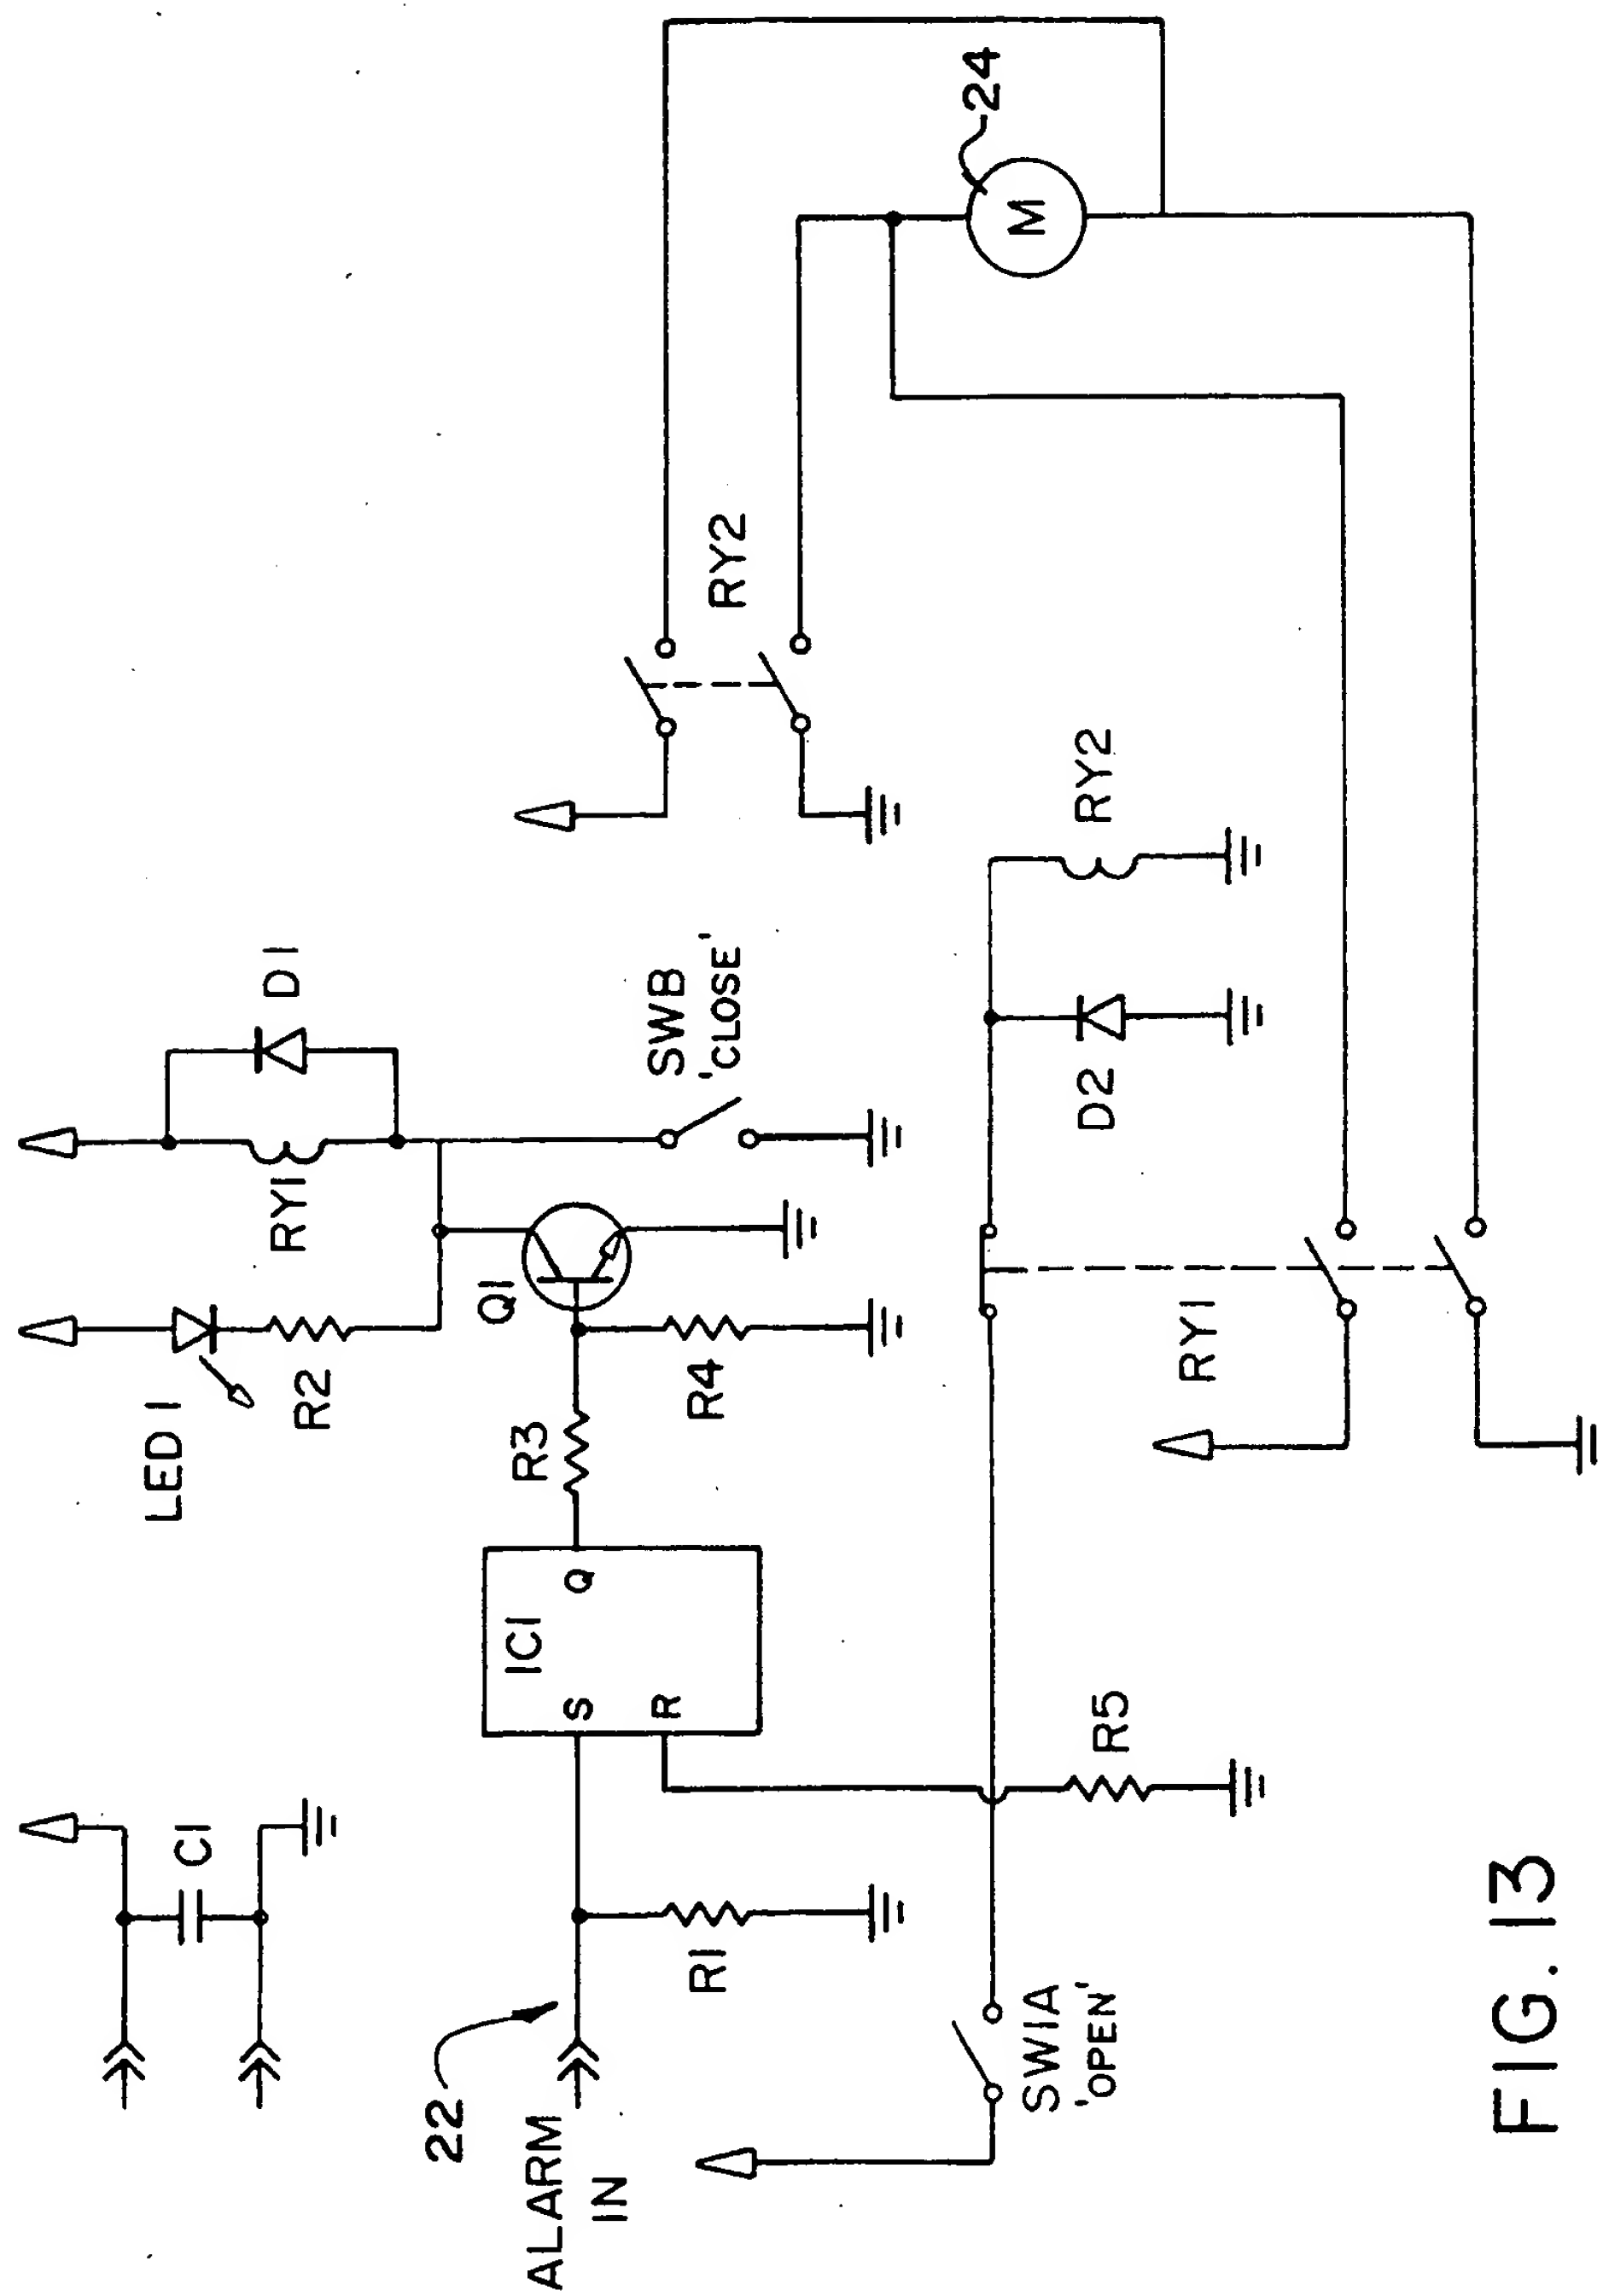 C1
LED 1
R2
RY1
D1
22
ALARM
IN
R1
IC1
S
R
Q
R3
R4
Q1
SWB
'CLOSE'
RY2
24
M
SW1A
'OPEN'
R5
D2
RY2
RY1
FIG. 13